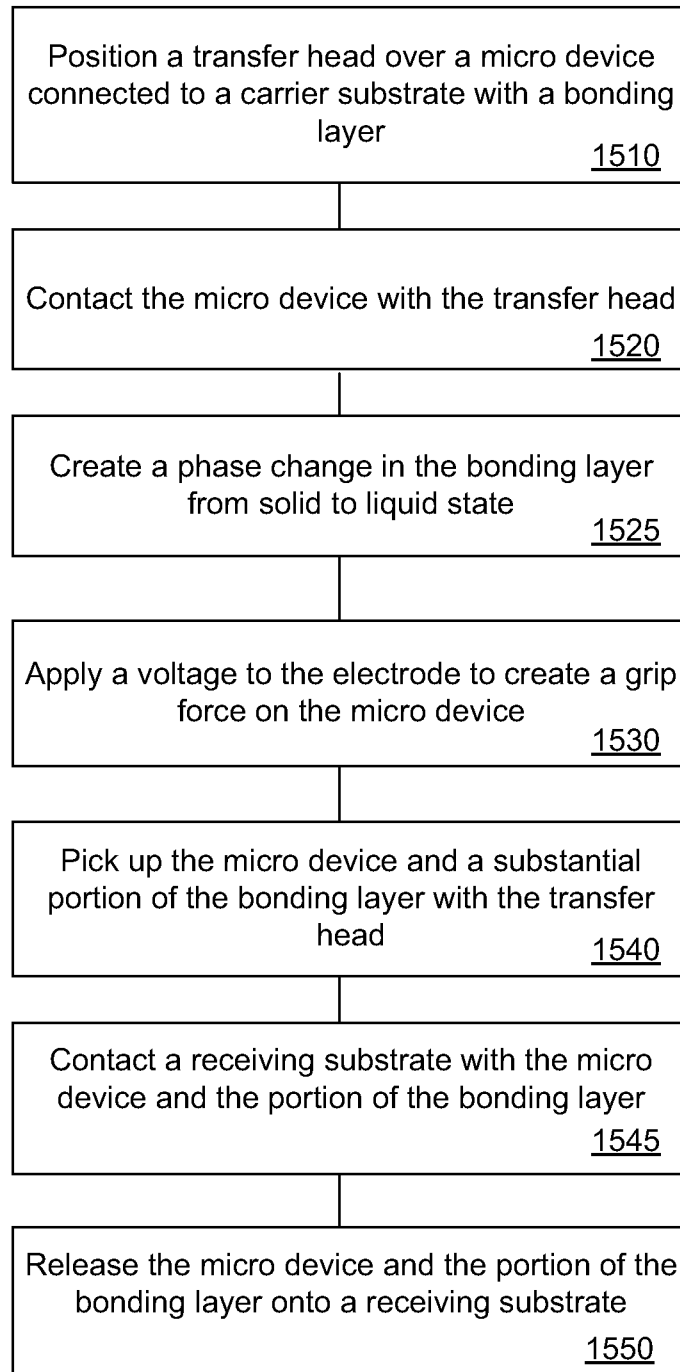 Position a transfer head over a micro device
connected to a carrier substrate with a bonding
layer
1510
Contact the micro device with the transfer head
1520
Create a phase change in the bonding layer
from solid to liquid state
1525
Apply a voltage to the electrode to create a grip
force on the micro device
1530
Pick up the micro device and a substantial
portion of the bonding layer with the transfer
head
1540
Contact a receiving substrate with the micro
device and the portion of the bonding layer
1545
Release the micro device and the portion of the
bonding layer onto a receiving substrate
1550